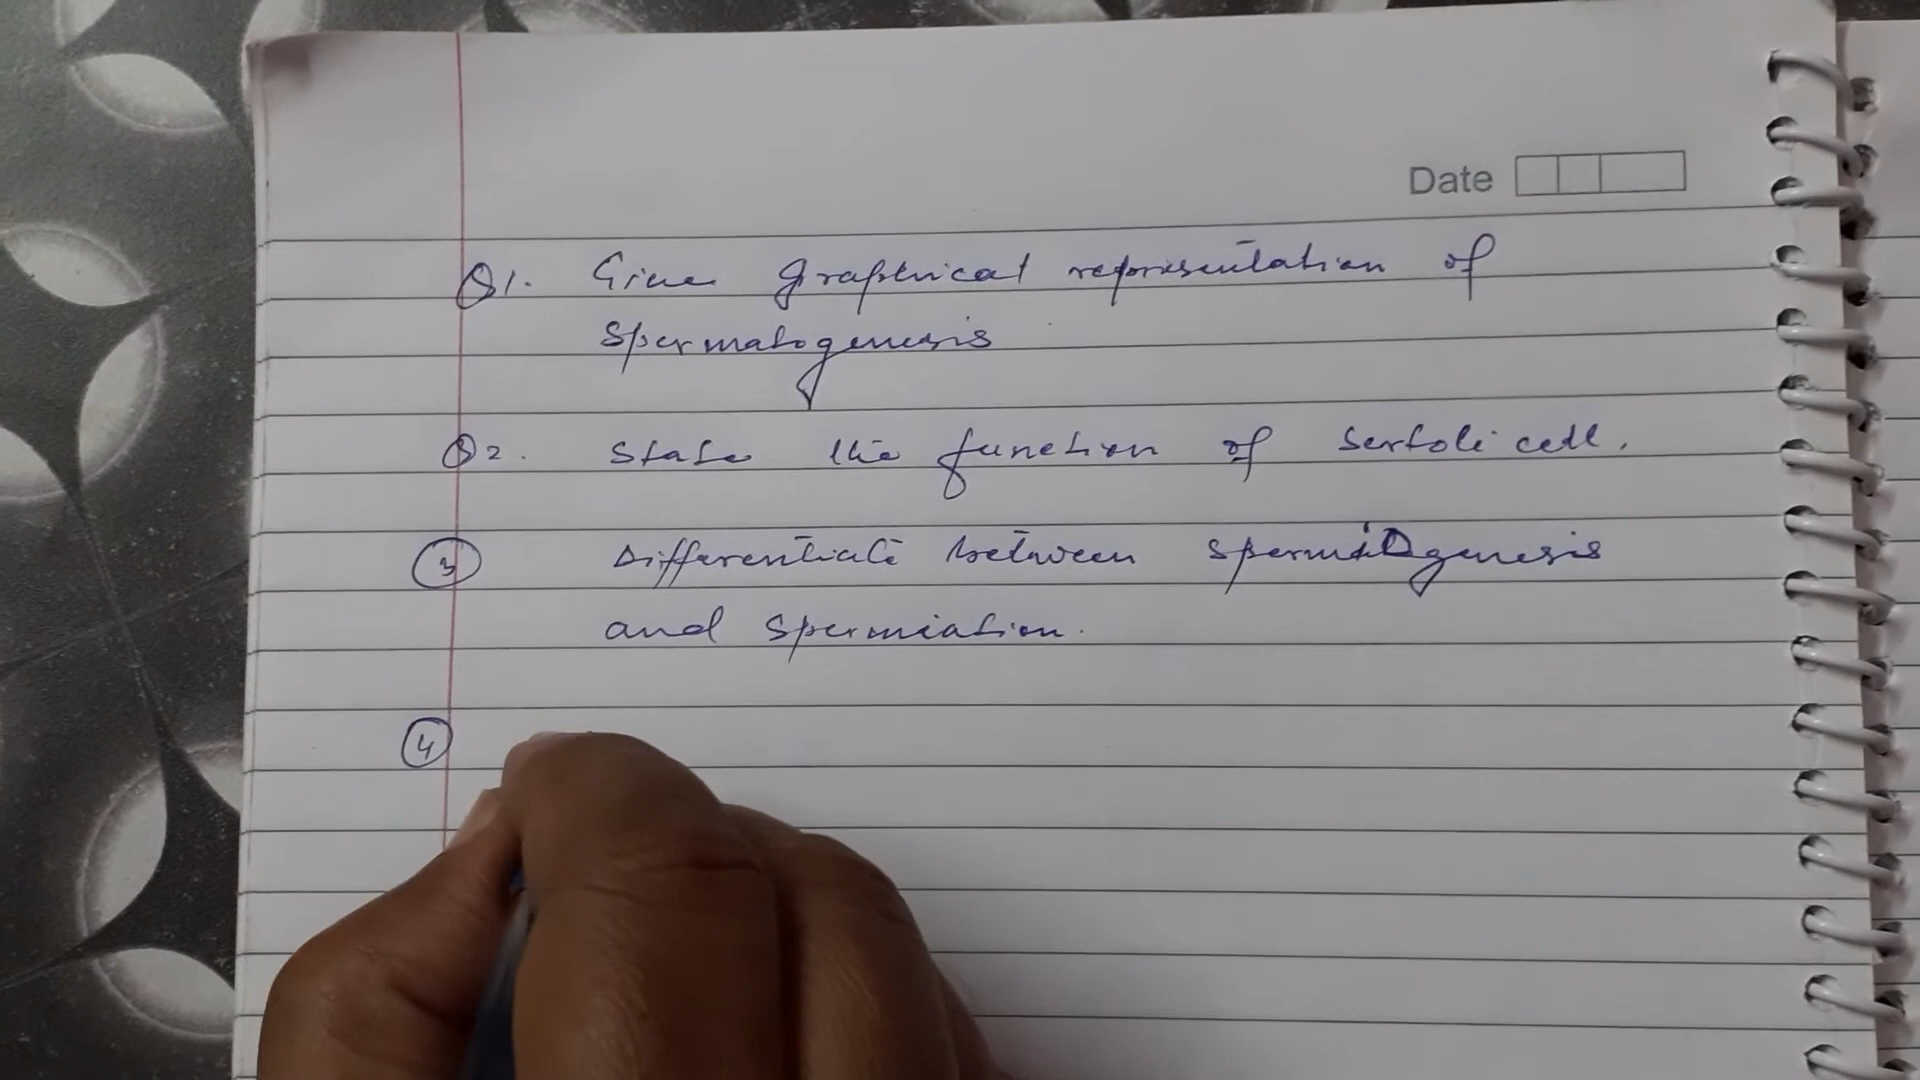 Date
Q1. Give graphical representation of
Spermatogenesis
Q2. State the function of Sertoli cell.
3 Differentiate between spermatogenesis
and spermiation.
4